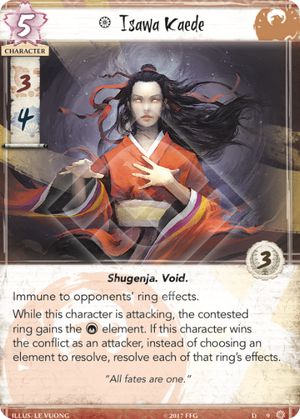 Isawa Kaede
5
CHARACTER
3
4
3
Shugenja. Void.
Immune to opponents' ring effects.
While this character is attacking, the contested
ring gains the element. If this character wins
the conflict as an attacker, instead of choosing an
element to resolve, resolve each of that ring's effects.
"All fates are one."
ILLUS: LE VUONG © 2017 FFG D 9